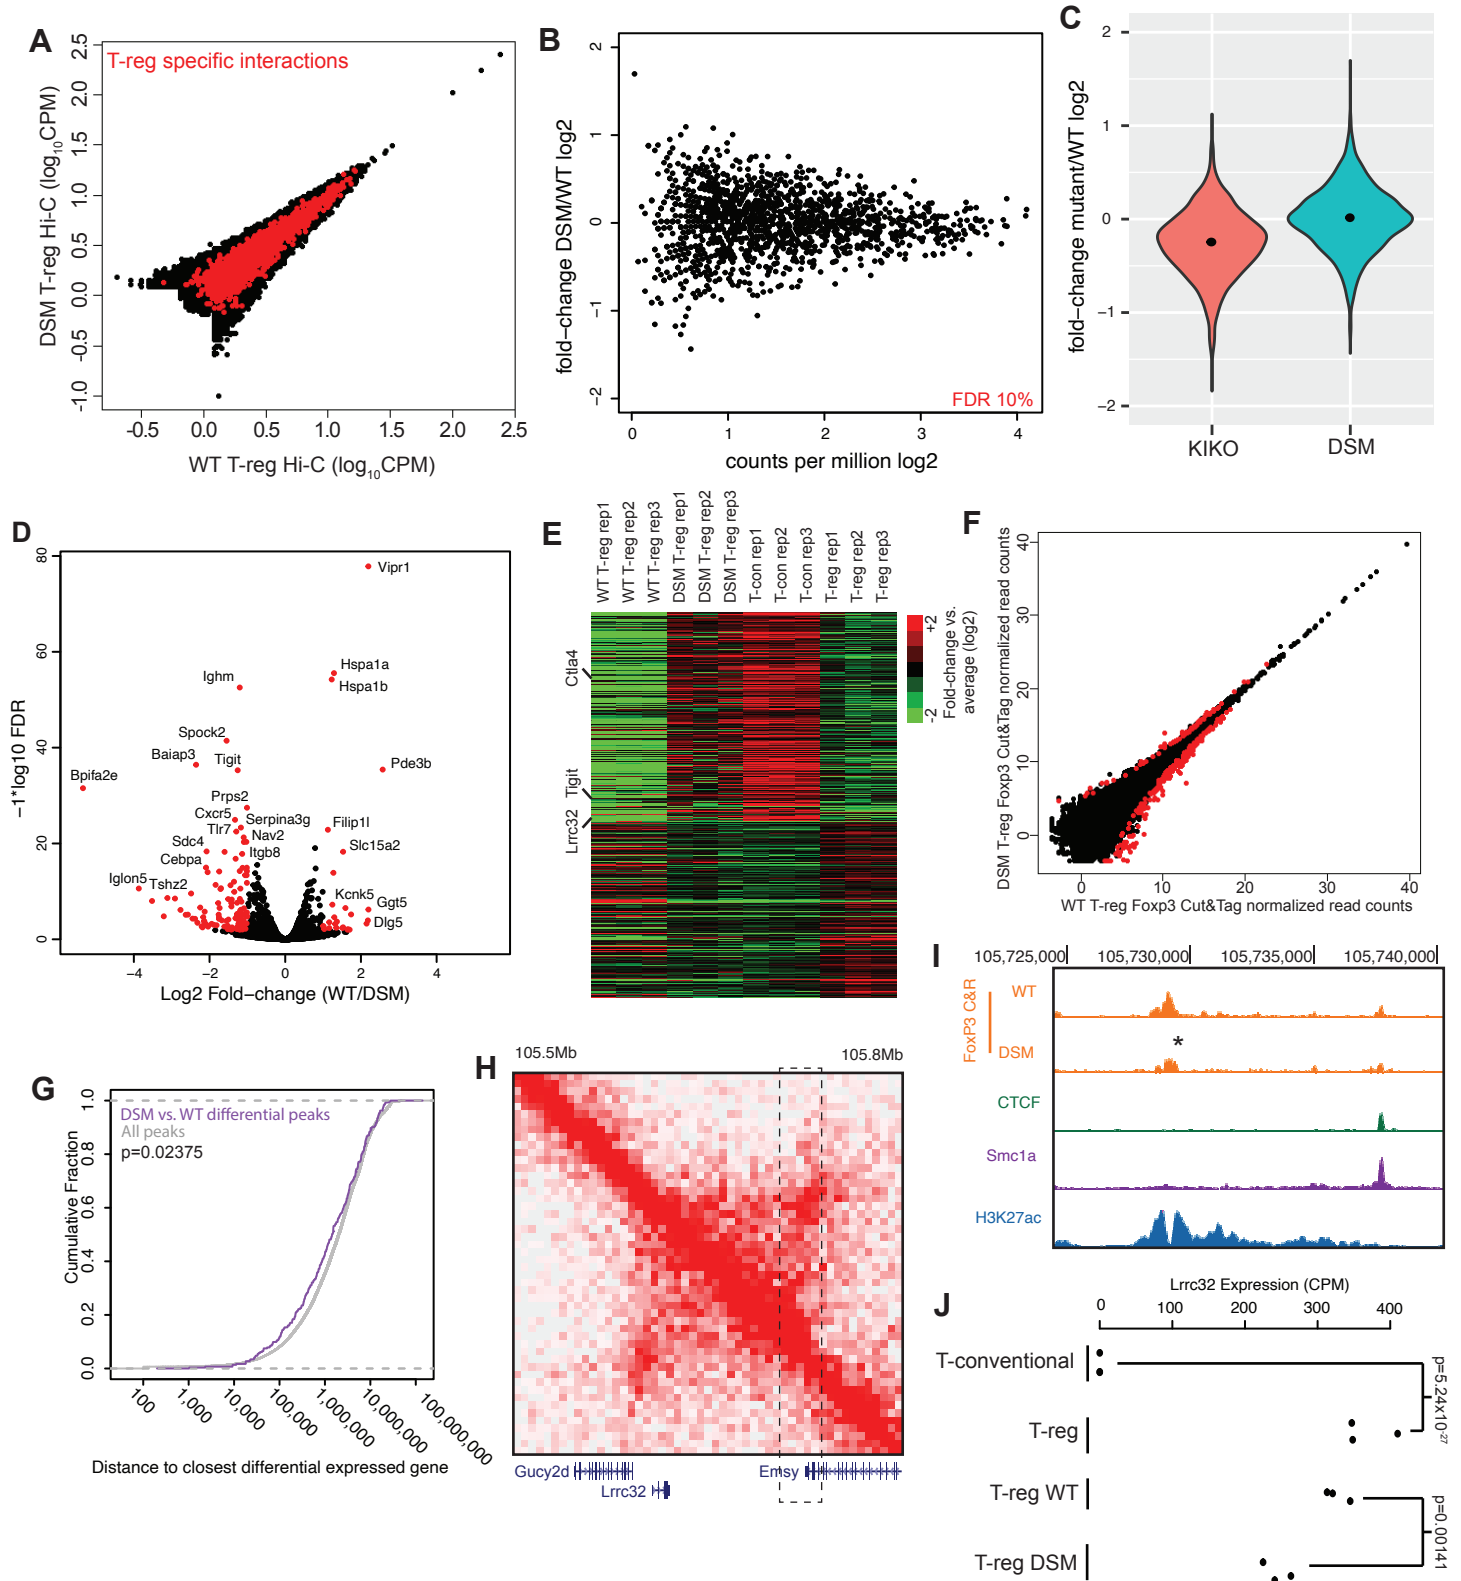 A
T-reg specific interactions
DSM T-reg Hi-C (log10CPM)
2.5
2.0
1.5
1.0
0.5
0.0
-0.5
-1.0
-0.5 0.0 0.5 1.0 1.5 2.0 2.5
WT T-reg Hi-C (log10CPM)
B
fold−change DSM/WT log2
2
1
0
−1
−2
FDR 10%
0 1 2 3 4
counts per million log2
C
fold−change mutant/WT log2
2
1
0
−1
−2
KIKO DSM
D
−1*log10 FDR
80
60
40
20
0
Vipr1
Hspa1a
Hspa1b
Ighm
Spock2
Baiap3
Tigit
Pde3b
Bpifa2e
Prps2
Cxcr5
Serpina3g
Filip1l
Tlr7
Nav2
Sdc4
Slc15a2
Itgb8
Cebpa
Iglon5
Tshz2
Kcnk5
Ggt5
Dlg5
−4 −2 0 2 4
Log2 Fold−change (WT/DSM)
E
WT T-reg rep1
WT T-reg rep2
WT T-reg rep3
DSM T-reg rep1
DSM T-reg rep2
DSM T-reg rep3
T-con rep1
T-con rep2
T-con rep3
T-reg rep1
T-reg rep2
T-reg rep3
Ctla4
Tigit
Lrrc32
+2
-2
Fold-change vs.
average (log2)
F
DSM T-reg Foxp3 Cut&Tag normalized read counts
40
30
20
10
0
0 10 20 30 40
WT T-reg Foxp3 Cut&Tag normalized read counts
G
DSM vs. WT differential peaks
All peaks
p=0.02375
Cumulative Fraction
1.0
0.8
0.6
0.4
0.2
0.0
100
1,000
10,000
100,000
1,000,000
10,000,000
100,000,000
Distance to closest differential expressed gene
H
105.5Mb 105.8Mb
Gucy2d
Lrrc32
Emsy
I
105,725,000 105,730,000 105,735,000 105,740,000
FoxP3 C&R
WT
DSM
*
CTCF
Smc1a
H3K27ac
J
Lrrc32 Expression (CPM)
0 100 200 300 400
T-conventional
T-reg
T-reg WT
T-reg DSM
p=5.24x10-27
p=0.00141